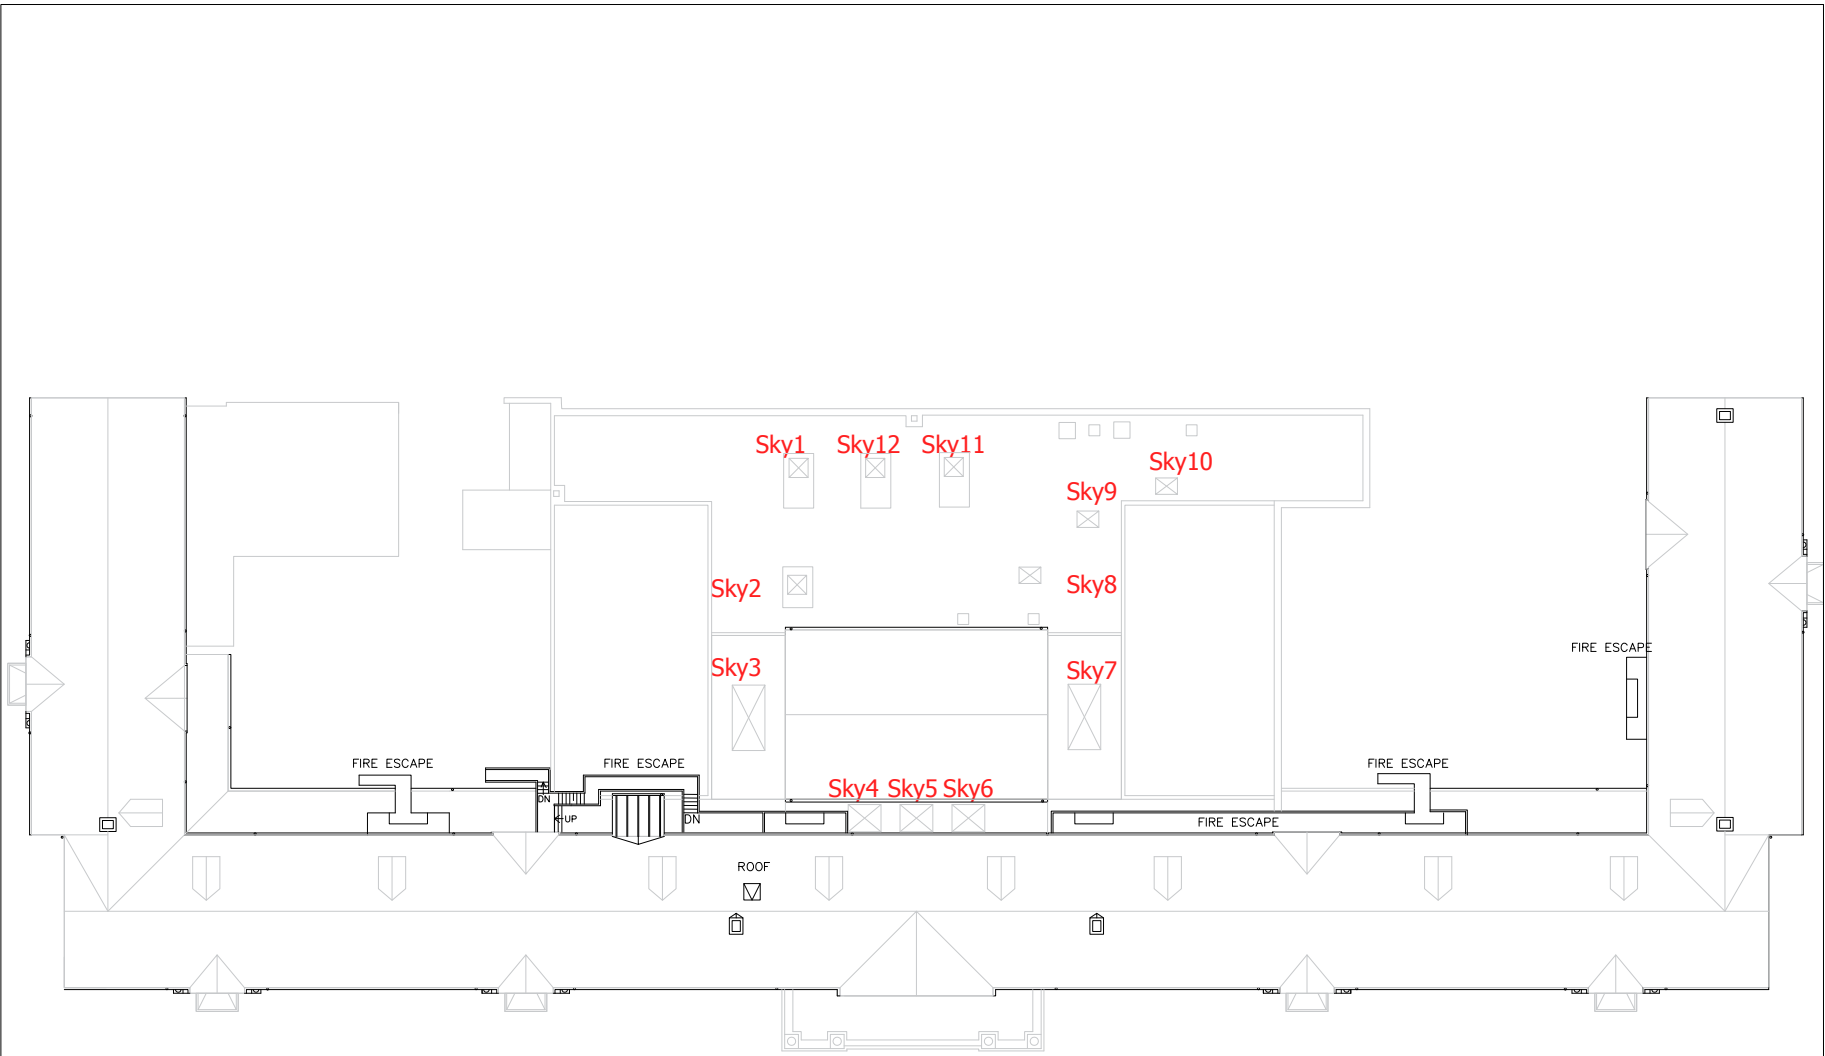 Sky1 Sky12 Sky11
Sky10
Sky9
Sky2
Sky8
FIRE ESCAPE
Sky3
Sky7
FIRE ESCAPE
FIRE ESCAPE
FIRE ESCAPE
Sky4 Sky5 Sky6
DN
UP
DN
FIRE ESCAPE
ROOF